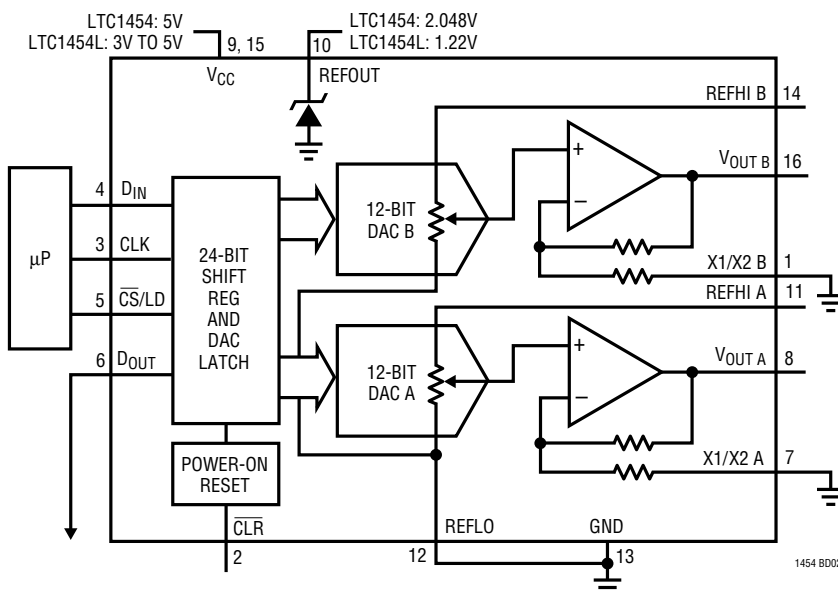 LTC1454: 5V
LTC1454L: 3V TO 5V
9, 15
VCC
LTC1454: 2.048V
LTC1454L: 1.22V
10
REFOUT
REFHI B
14
VOUT B
16
+
−
12-BIT
DAC B
X1/X2 B
1
REFHI A
11
µP
4
DIN
3
CLK
5
CS/LD
6
DOUT
24-BIT
SHIFT
REG
AND
DAC
LATCH
12-BIT
DAC A
+
−
VOUT A
8
X1/X2 A
7
POWER-ON
RESET
CLR
2
REFLO
12
GND
13
1454 BD02